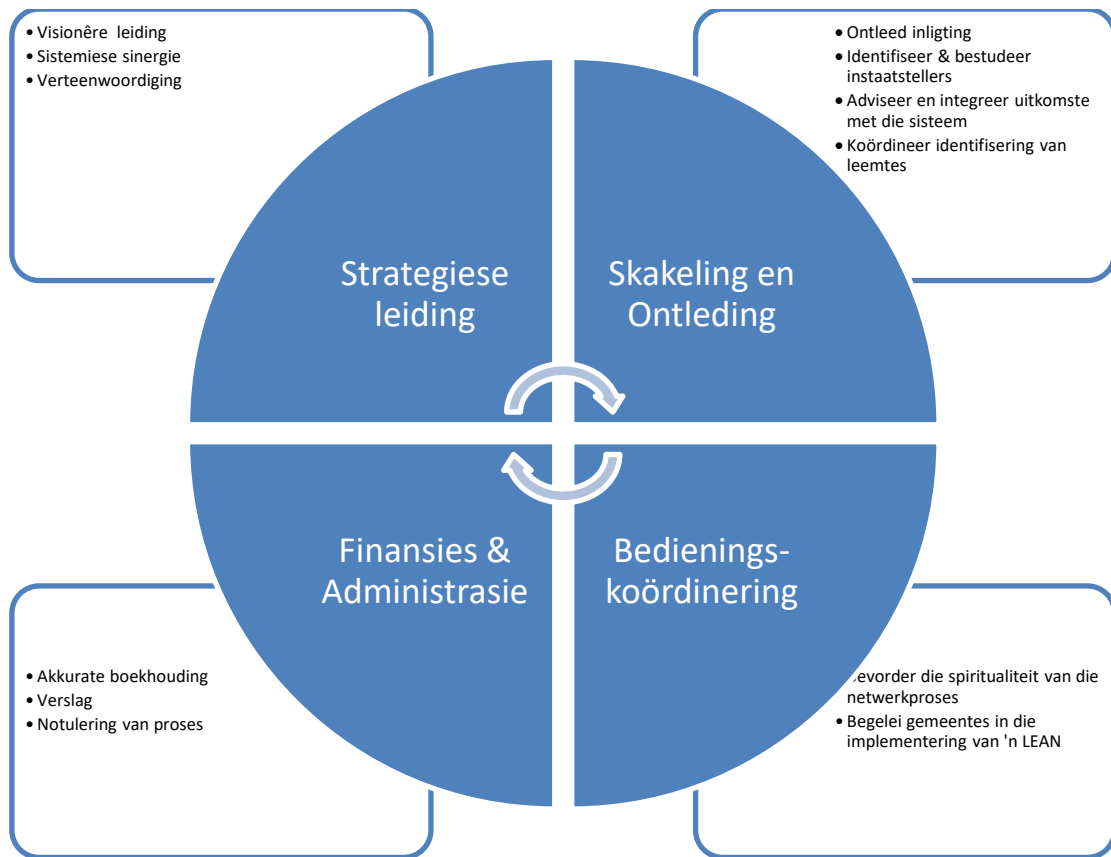 • Visionêre  leiding
• Sistemiese sinergie
• Verteenwoordiging
• Ontleed inligting
• Identifiseer & bestudeer
instaatstellers
• Adviseer en integreer uitkomste
met die sisteem
• Koördineer identifisering van
leemtes
Strategiese
leiding
Skakeling en
Ontleding
Finansies &
Administrasie
Bedienings-
koördinering
• Akkurate boekhouding
• Verslag
• Notulering van proses
die spiritualiteit van die
netwerkproses
• Begelei gemeentes in die
implementering van 'n LEAN